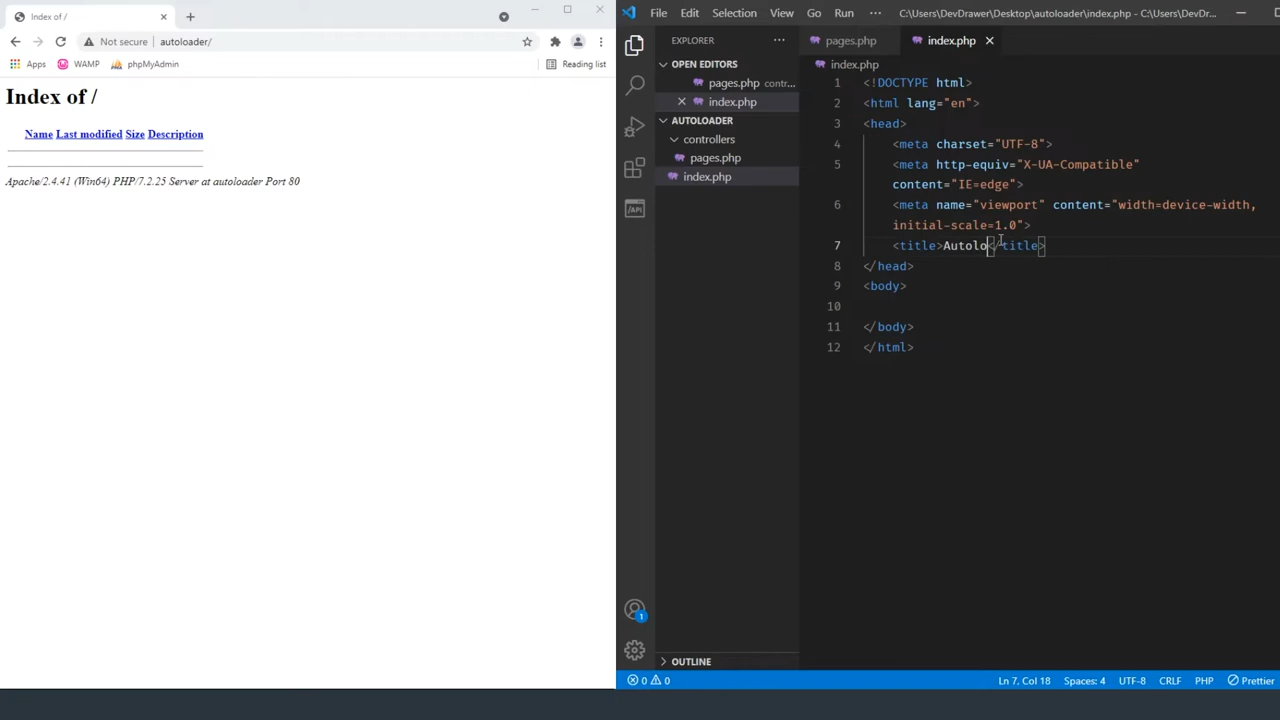 Index of /
Not secure
autoloader/
Apps
WAMP
phpMyAdmin
Reading list
Index of /
Name Last modified Size Description
Apache/2.4.41 (Win64) PHP/7.2.25 Server at autoloader Port 80
File Edit Selection View Go Run ··· C:\Users\DevDrawer\Desktop\autoloader\index.php - C:\Users\DevDr...
EXPLORER ···
OPEN EDITORS
pages.php contr...
index.php
AUTOLOADER
controllers
pages.php
index.php
OUTLINE
/API
1
pages.php
index.php
index.php
1 <!DOCTYPE html>
2 <html lang="en">
3 <head>
4 <meta charset="UTF-8">
5 <meta http-equiv="X-UA-Compatible"
content="IE=edge">
6 <meta name="viewport" content="width=device-width,
initial-scale=1.0">
7 <title>Autolo</title>
8 </head>
9 <body>
10
11 </body>
12 </html>
0 0 Ln 7, Col 18 Spaces: 4 UTF-8 CRLF PHP Prettier